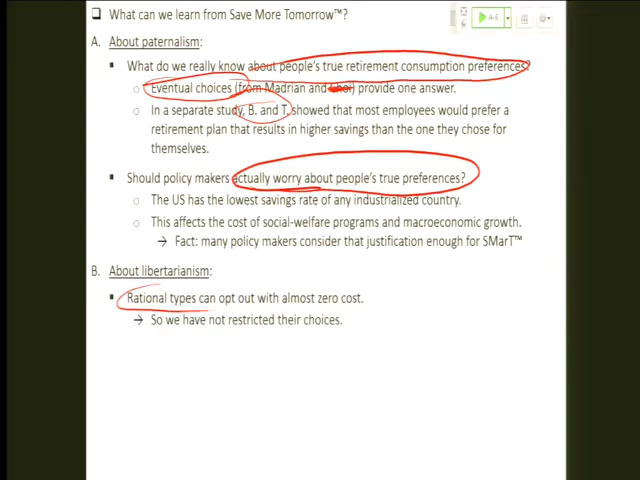 ❑ What can we learn from Save More Tomorrow™?
A. About paternalism:
▪ What do we really know about people's true retirement consumption preferences?
o Eventual choices (from Madrian and provide one answer.
o In a separate study, B. and T. showed that most employees would prefer a
retirement plan that results in higher savings than the one they chose for
themselves.
▪ Should policy makers actually worry about people's true preferences?
o The US has the lowest savings rate of any industrialized country.
o This affects the cost of social-welfare programs and macroeconomic growth.
→ Fact: many policy makers consider that justification enough for SMarT™
B. About libertarianism:
▪ Rational types can opt out with almost zero cost.
→ So we have not restricted their choices.
A-E